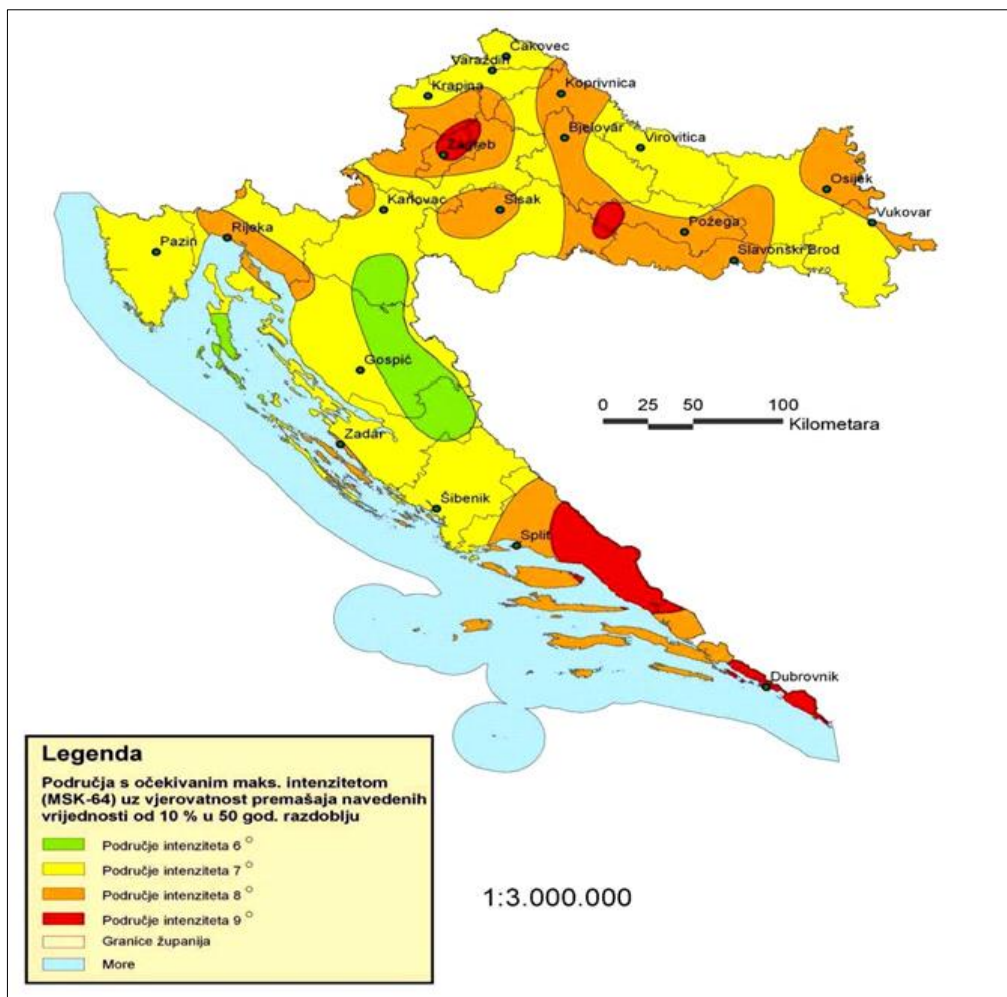 Čakovec
Varaždin
Krapina
Koprivnica
Bjelovar
Virovitica
Zagreb
Osijek
Karlovac
Sisak
Požega
Vukovar
Rijeka
Pazin
Slavonski Brod
Gospić
0 25 50 100
Kilometara
Zadar
Šibenik
Split
Dubrovnik
Legenda
Područja s očekivanim maks. intenzitetom
(MSK-64) uz vjerovatnost premašaja navedenih
vrijednosti od 10 % u 50 god. razdoblju
Područje intenziteta 6 °
Područje intenziteta 7 °
Područje intenziteta 8 °
Područje intenziteta 9 °
Granice županija
More
1:3.000.000